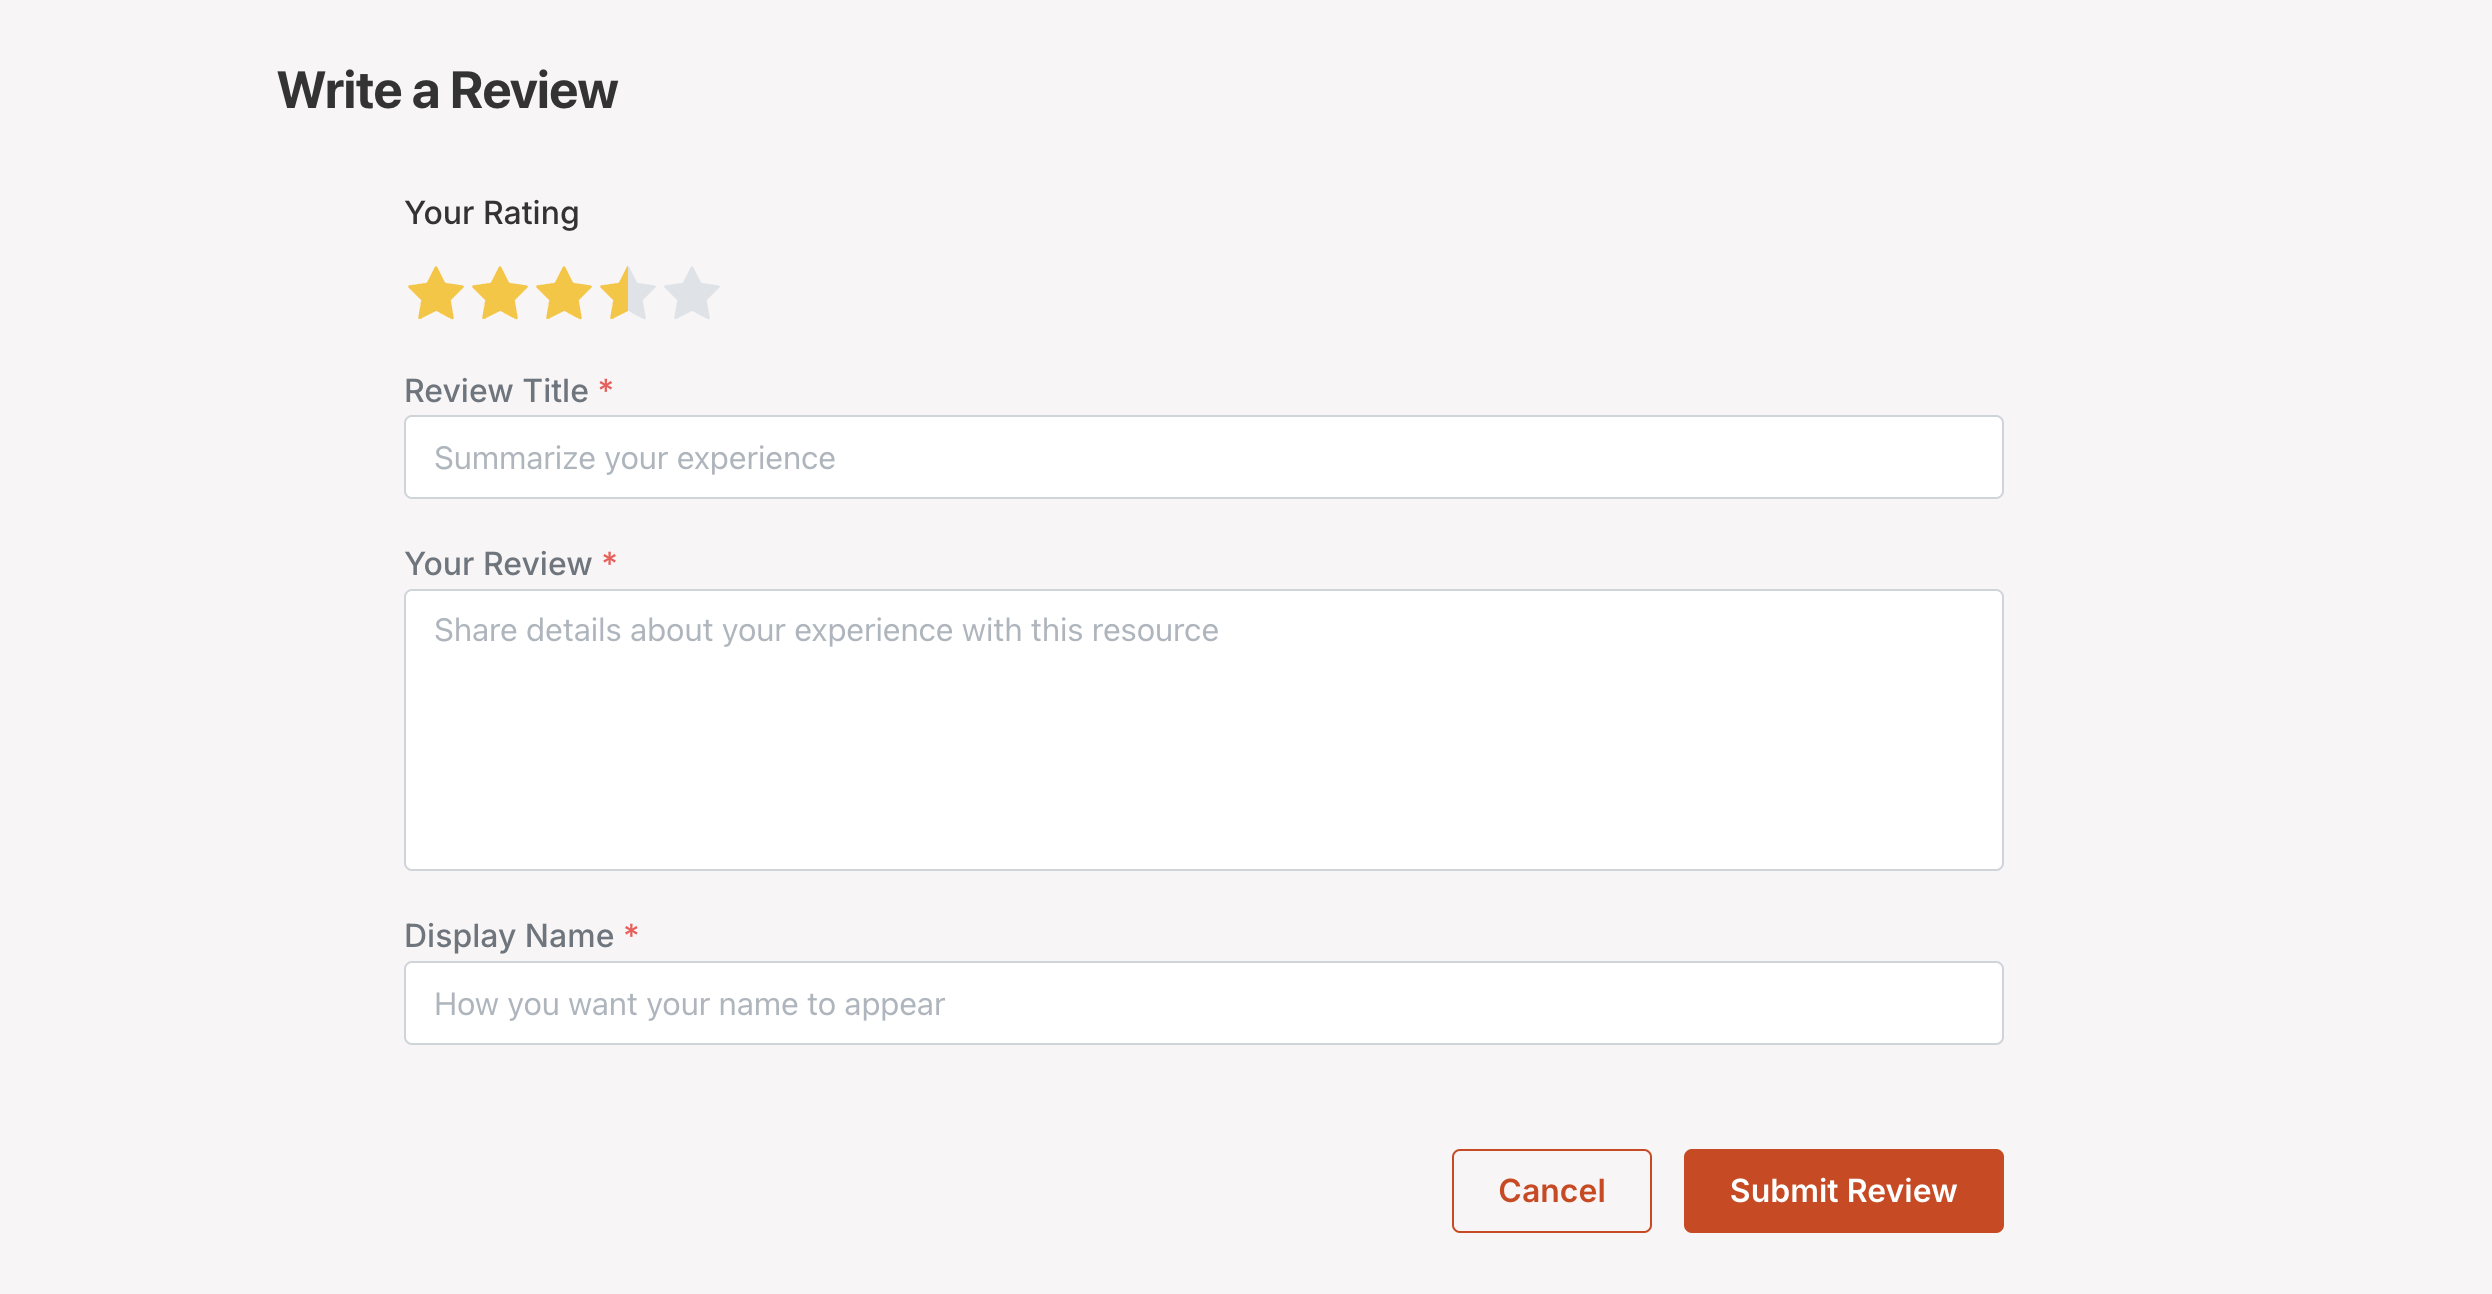 Write a Review
Your Rating
Review Title *
Summarize your experience
Your Review *
Share details about your experience with this resource
Display Name *
How you want your name to appear
Cancel
Submit Review